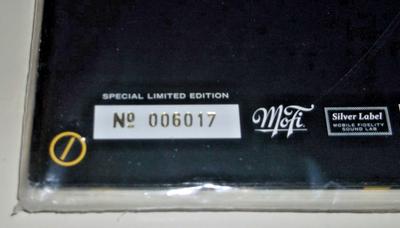 SPECIAL LIMITED EDITION
Nº 006017
MoFi
Silver Label
MOBILE FIDELITY
SOUND LAB